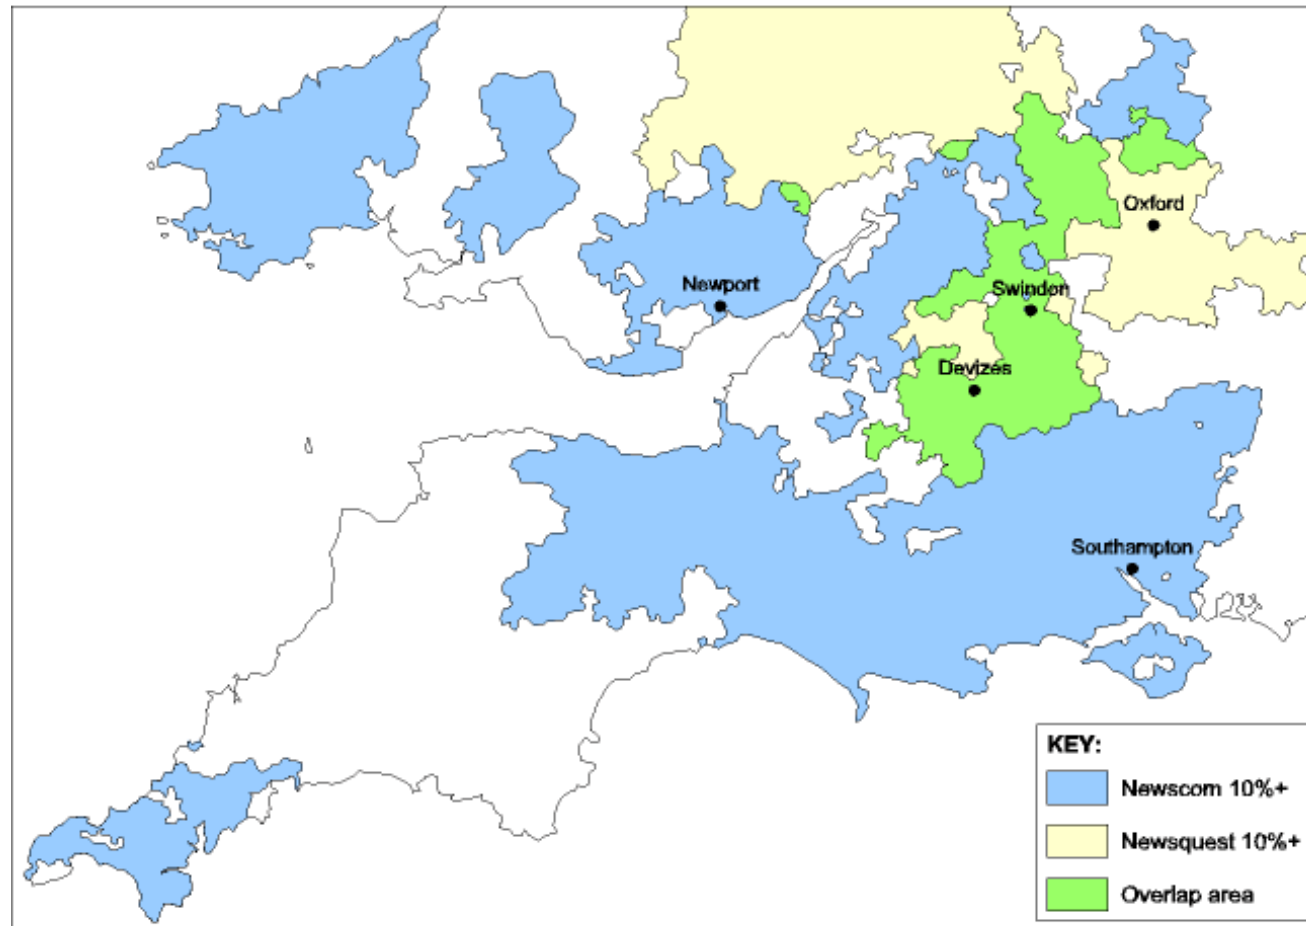 Oxford
Newport
Swindon
Devizes
Southampton
KEY:
Newscom 10%+
Newsquest 10%+
Overlap area